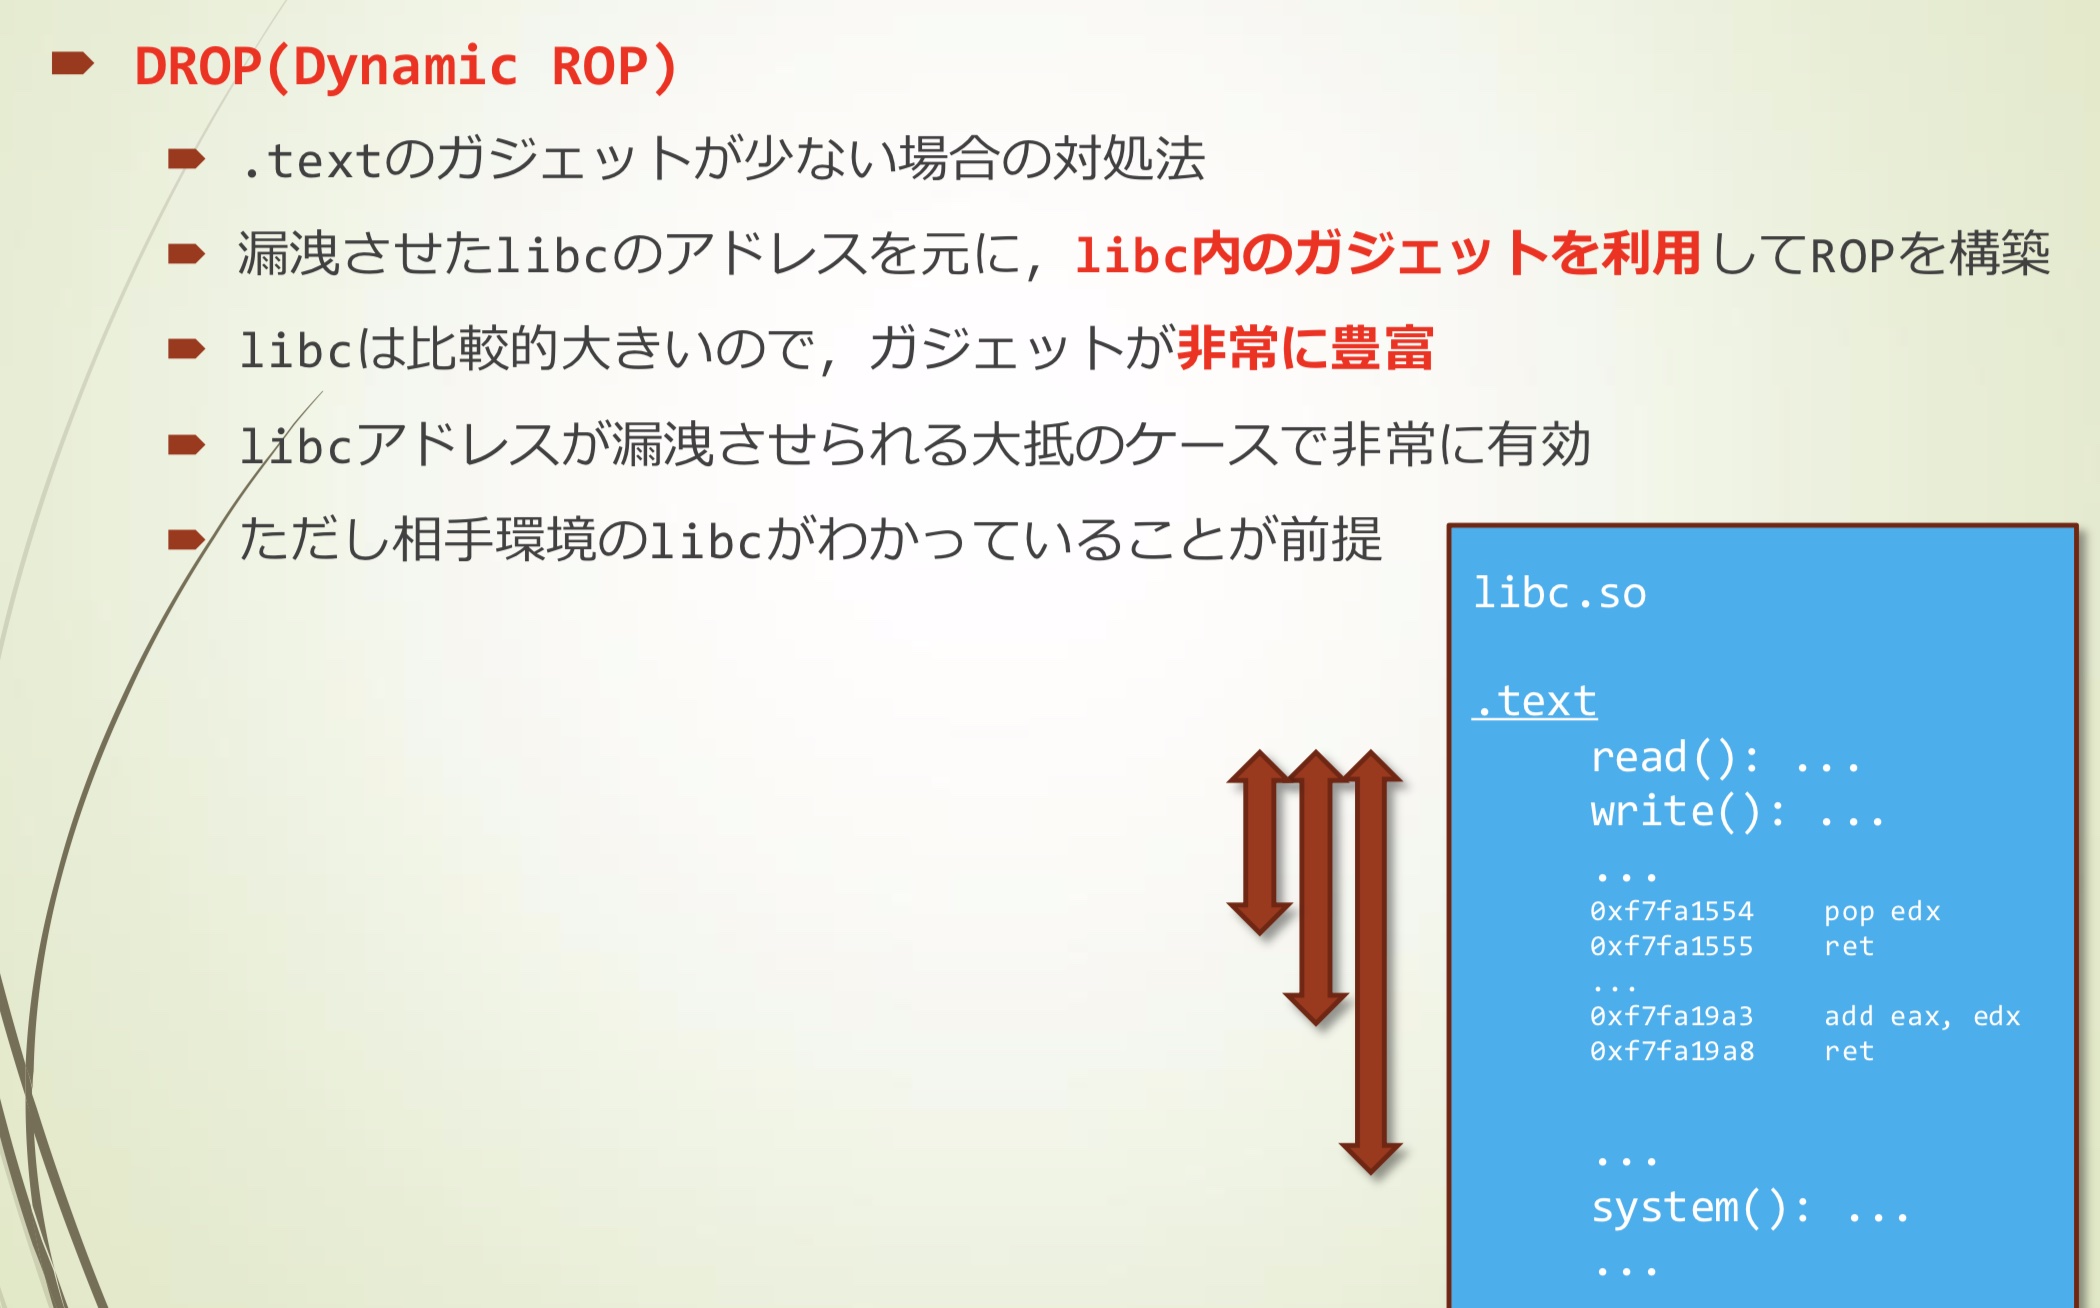 DROP(Dynamic ROP)
.textのガジェットが少ない場合の対処法
漏洩させたlibcのアドレスを元に，libc内のガジェットを利用してROPを構築
libcは比較的大きいので，ガジェットが非常に豊富
libcアドレスが漏洩させられる大抵のケースで非常に有効
ただし相手環境のlibcがわかっていることが前提
libc.so
.text
read(): ...
write(): ...
...
0xf7fa1554 pop edx
0xf7fa1555 ret
...
0xf7fa19a3 add eax, edx
0xf7fa19a8 ret
...
system(): ...
...